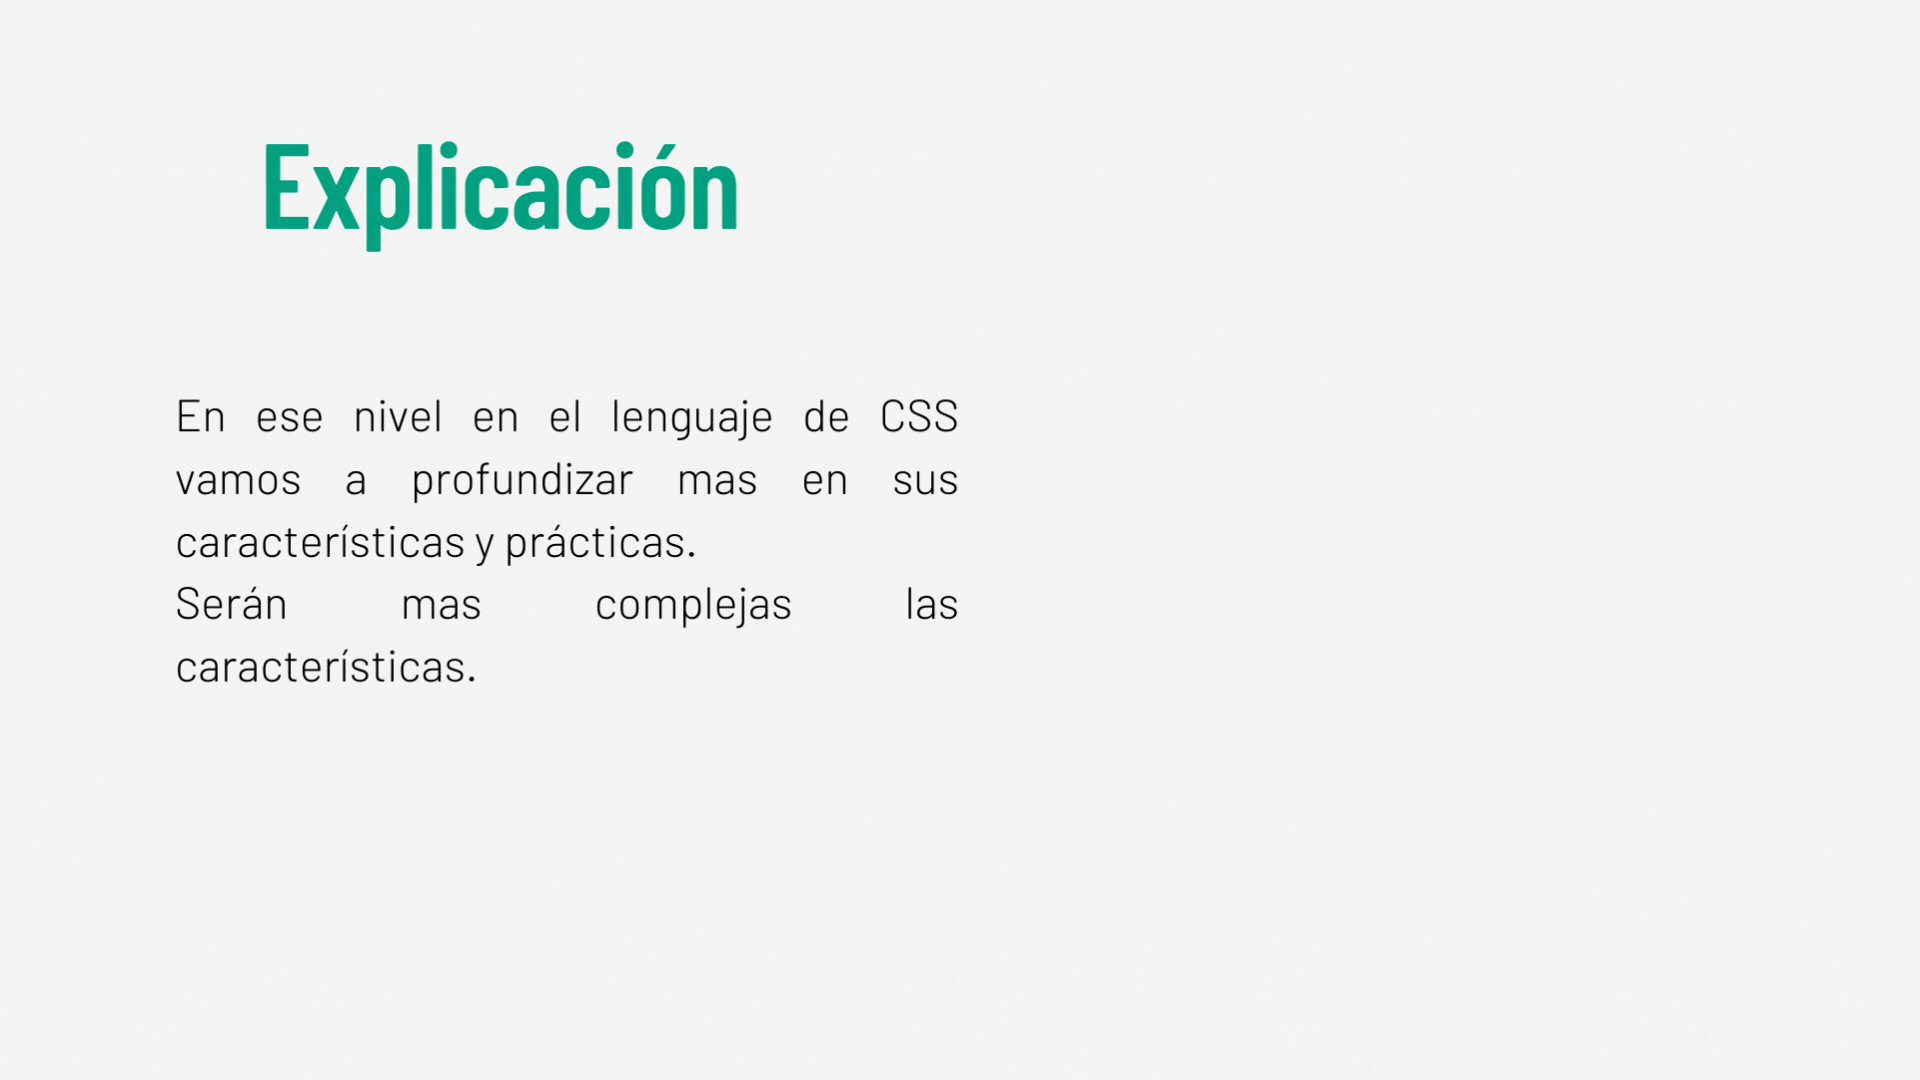 Explicación
En ese nivel en el lenguaje de CSS
vamos a profundizar mas en sus
características y prácticas.
Serán mas complejas las
características.